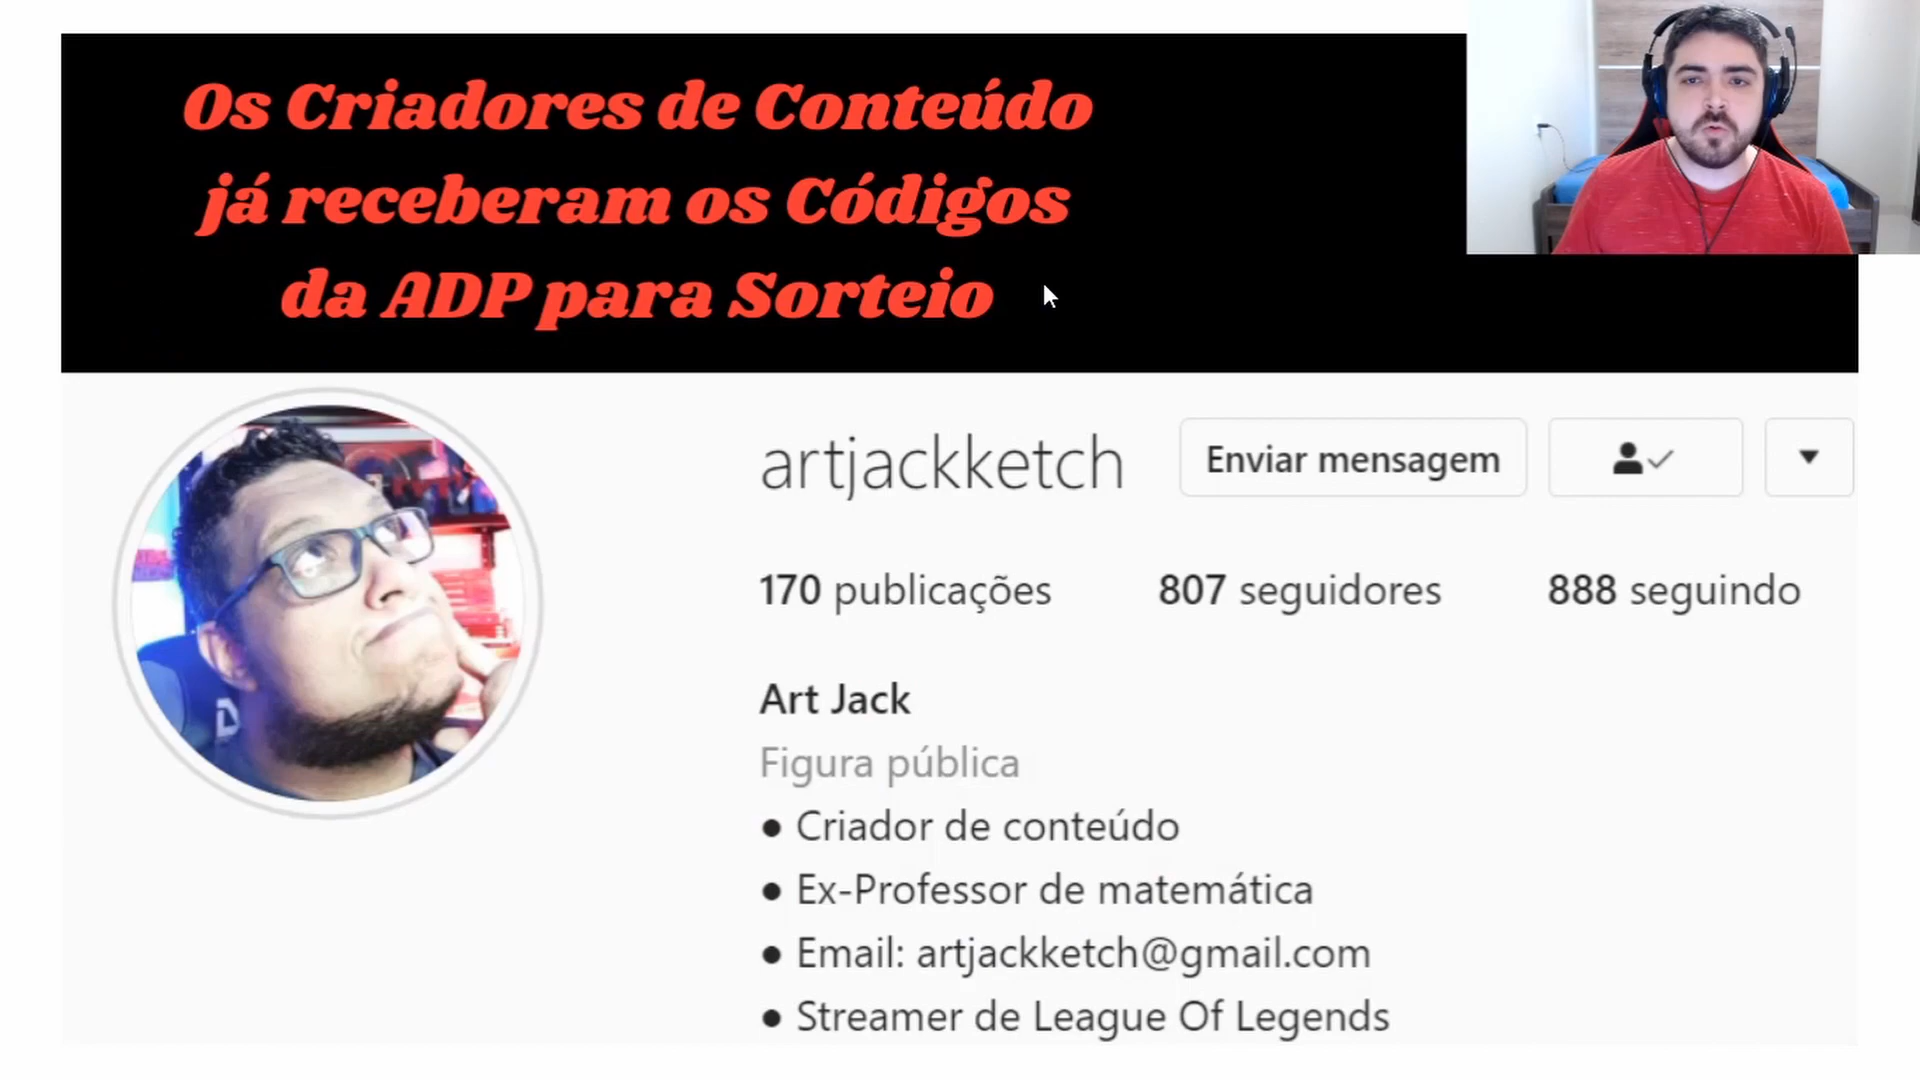 Os Criadores de Conteúdo
já receberam os Códigos
da ADP para Sorteio
artjackketch
Enviar mensagem
170 publicações 807 seguidores 888 seguindo
Art Jack
Figura pública
● Criador de conteúdo
● Ex-Professor de matemática
● Email: artjackketch@gmail.com
● Streamer de League Of Legends